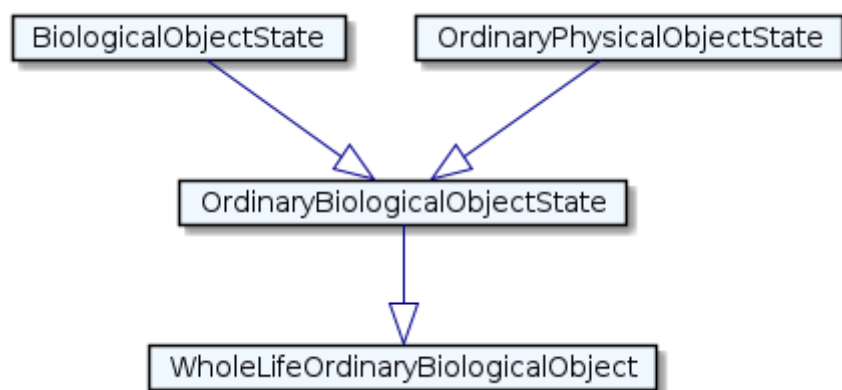 BiologicalObjectState
OrdinaryPhysicalObjectState
OrdinaryBiologicalObjectState
WholeLifeOrdinaryBiologicalObject